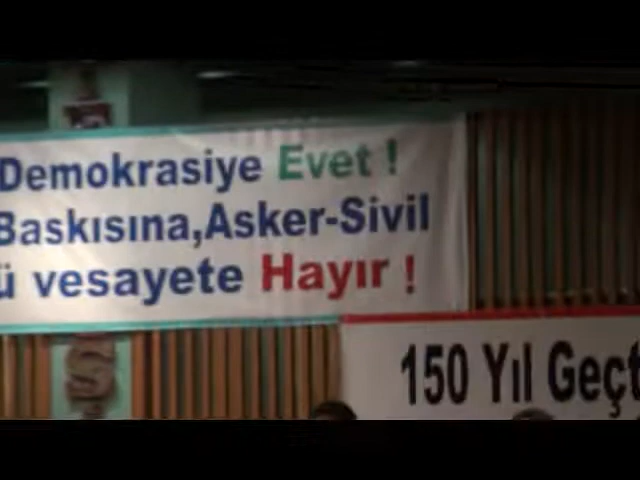 Demokrasiye Evet !
Baskısına,Asker-Sivil
ü vesayete Hayır !
150 Yıl Geçt